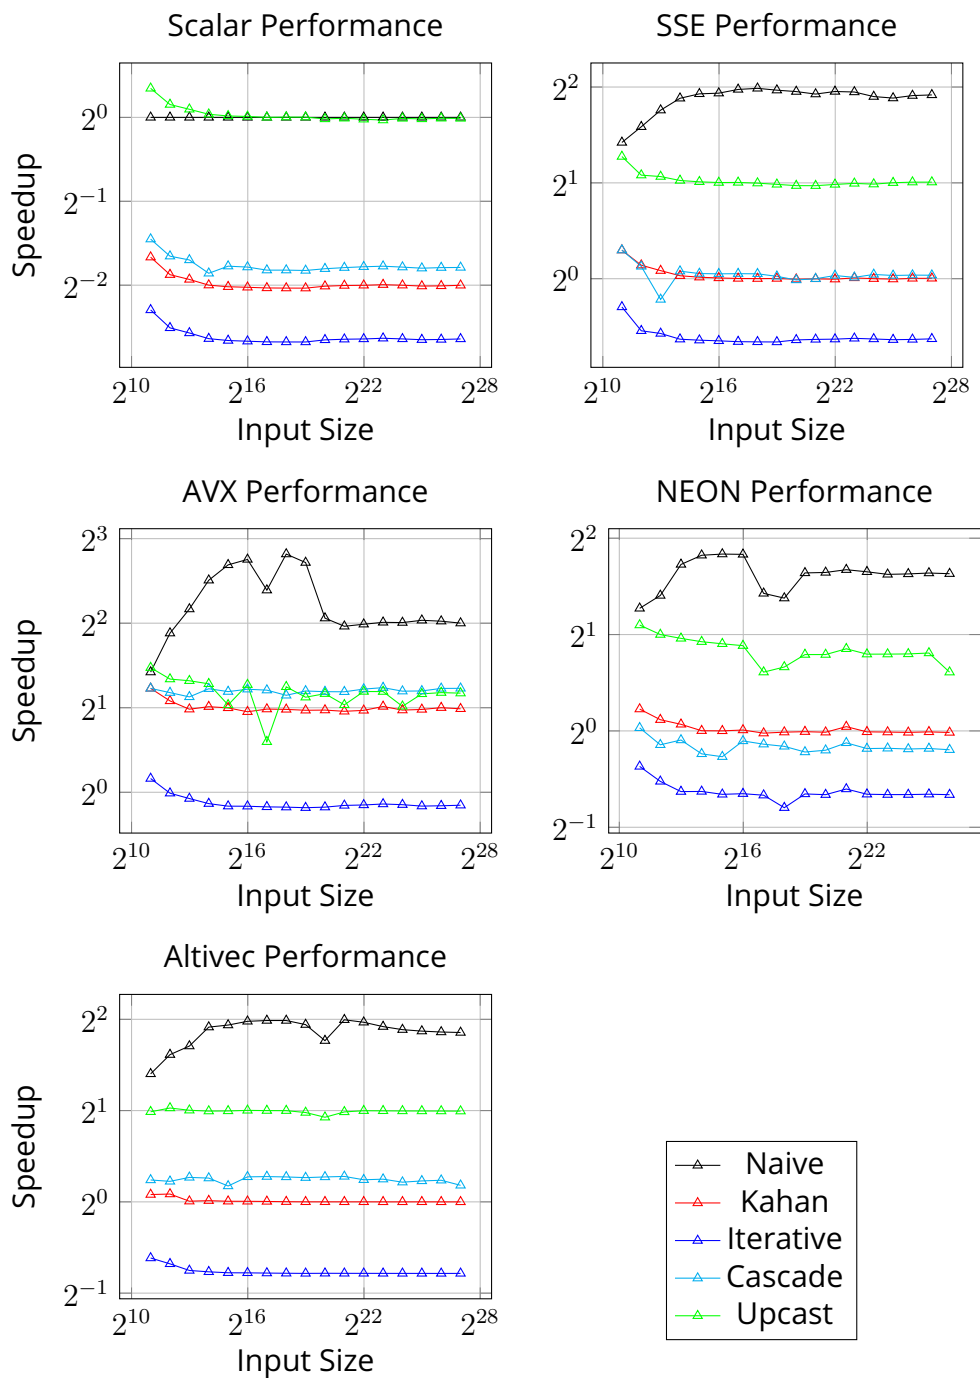 Scalar Performance
Speedup
2^0
2^-1
2^-2
2^10 2^16 2^22 2^28
Input Size
SSE Performance
2^2
2^1
2^0
2^10 2^16 2^22 2^28
Input Size
AVX Performance
Speedup
2^3
2^2
2^1
2^0
2^10 2^16 2^22 2^28
Input Size
NEON Performance
2^2
2^1
2^0
2^-1
2^10 2^16 2^22
Input Size
Altivec Performance
Speedup
2^2
2^1
2^0
2^-1
2^10 2^16 2^22 2^28
Input Size
Naive
Kahan
Iterative
Cascade
Upcast